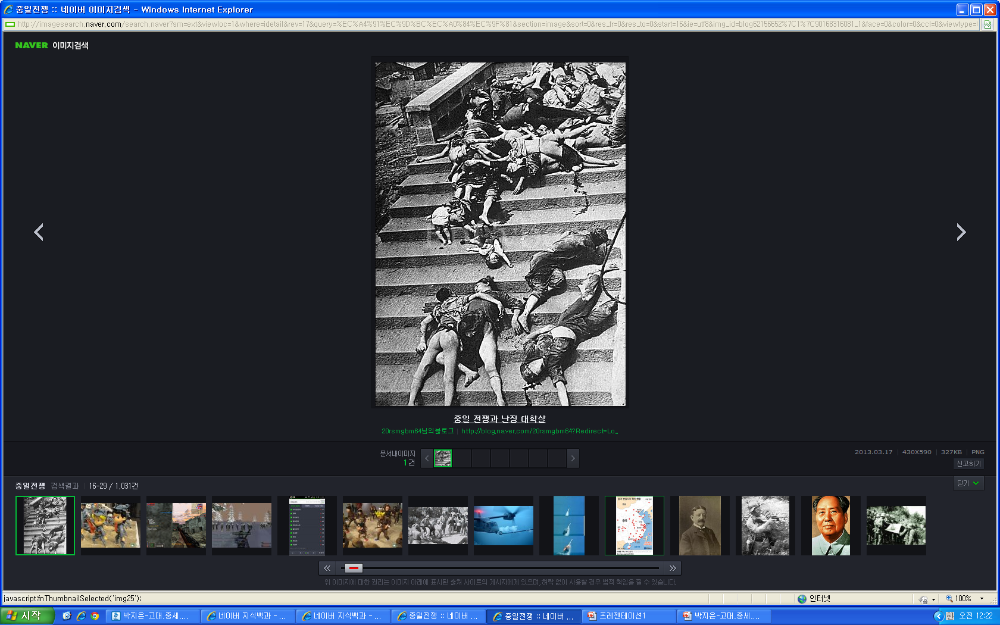 중일전쟁 :: 네이버 이미지검색 - Windows Internet Explorer
http://imagesearch.naver.com/search.naver?sm=ext&viewloc=1&where=idetail&rev=17&query=%EC%A4%91%EC%9D%BC%EC%A0%84%EC%9F%81&section=image&sort=0&res_fr=0&res_to=0&start=16&ie=utf8&img_id=blog62156652%7C1%7C90168316081_1&face=0&color=0&ccl=0&viewtype=
NAVER 이미지검색
중일 전쟁과 난징 대학살
20rsmgbm64님의블로그 | http://blog.naver.com/20rsmgbm64?Redirect=Lo...
문서내이미지
1건
2013.03.17 | 430X590 | 327KB | PNG
신고하기
중일전쟁 검색결과 | 16-29 / 1,031건
닫기
위 이미지에 대한 권리는 이미지 아래에 표시된 출처 사이트의 게시자에게 있으며, 허락 없이 사용할 경우 법적 책임을 질 수 있습니다.
javascript:fnThumbnailSelected('img25');
인터넷
100%
시작
박지은-고대,중세,...
네이버 지식백과 - ...
네이버 지식백과 - ...
중일전쟁 :: 네이버 ...
중일전쟁 :: 네이버 ...
프레젠테이션1
박지은-고대,중세,...
한
오전 12:22